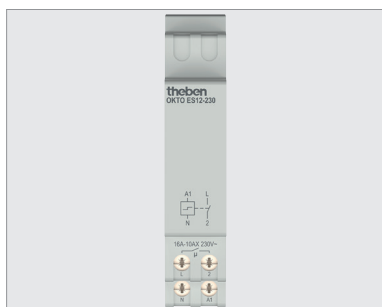 theben
OKTO ES12-230
A1 L
N 2
16A-10AX 230V~
µ
L 2
N A1